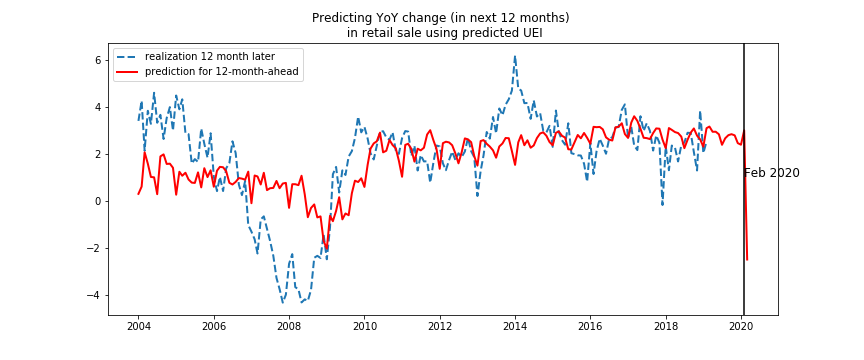 Predicting YoY change (in next 12 months)
in retail sale using predicted UEI
realization 12 month later
prediction for 12-month-ahead
6
4
2
0
−2
−4
Feb 2020
2004 2006 2008 2010 2012 2014 2016 2018 2020